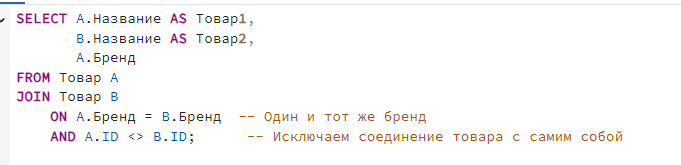 SELECT A.Название AS Товар1,
       B.Название AS Товар2,
       A.Бренд
FROM Товар A
JOIN Товар B
    ON A.Бренд = B.Бренд  -- Один и тот же бренд
    AND A.ID <> B.ID;      -- Исключаем соединение товара с самим собой